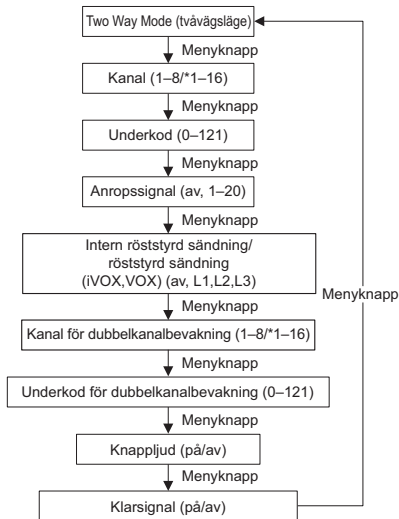 Two Way Mode (tvåvägsläge)
Menyknapp
Kanal (1–8/*1–16)
Menyknapp
Underkod (0–121)
Menyknapp
Anropssignal (av, 1–20)
Menyknapp
Intern röststyrd sändning/
röststyrd sändning
(iVOX,VOX) (av, L1,L2,L3)
Menyknapp
Menyknapp
Kanal för dubbelkanalbevakning (1–8/*1–16)
Menyknapp
Underkod för dubbelkanalbevakning (0–121)
Menyknapp
Knappljud (på/av)
Menyknapp
Klarsignal (på/av)